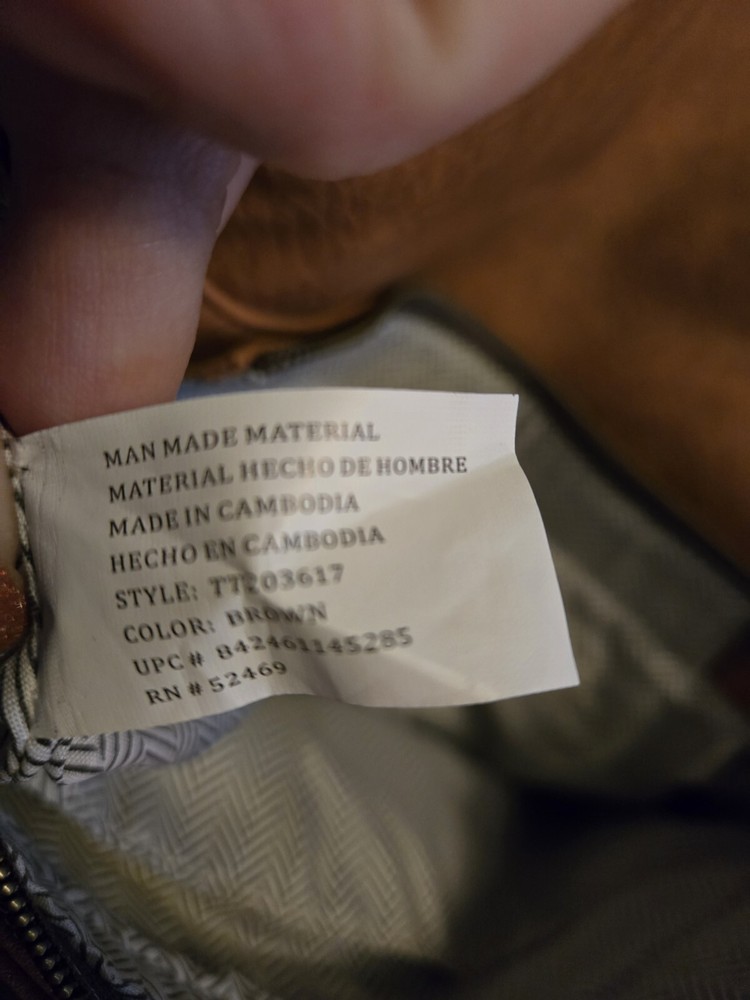 MAN MADE MATERIAL
MATERIAL HECHO DE HOMBRE
MADE IN CAMBODIA
HECHO EN CAMBODIA
STYLE: TT203617
COLOR: BROWN
UPC # 842461145285
RN # 52469